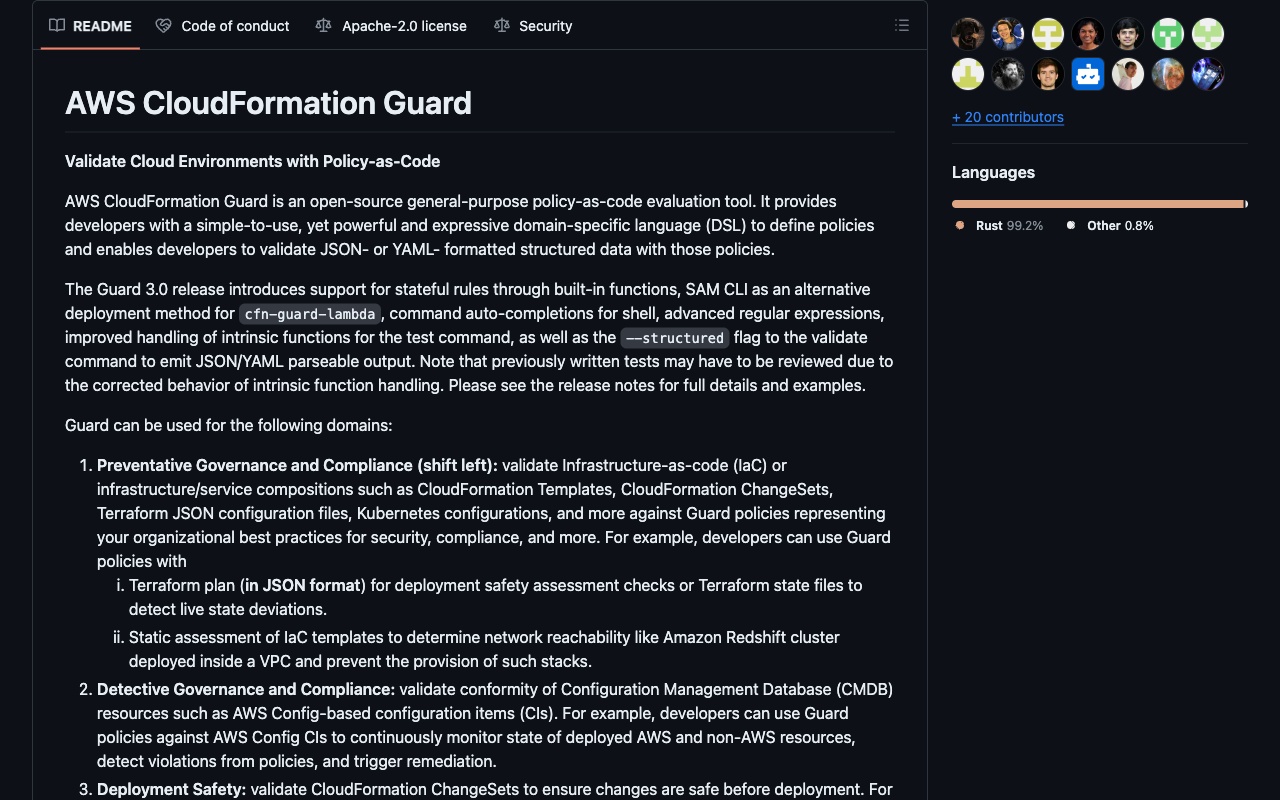 README
Code of conduct
Apache-2.0 license
Security
AWS CloudFormation Guard
Validate Cloud Environments with Policy-as-Code
AWS CloudFormation Guard is an open-source general-purpose policy-as-code evaluation tool. It provides
developers with a simple-to-use, yet powerful and expressive domain-specific language (DSL) to define policies
and enables developers to validate JSON- or YAML- formatted structured data with those policies.
The Guard 3.0 release introduces support for stateful rules through built-in functions, SAM CLI as an alternative
deployment method for cfn-guard-lambda, command auto-completions for shell, advanced regular expressions,
improved handling of intrinsic functions for the test command, as well as the --structured flag to the validate
command to emit JSON/YAML parseable output. Note that previously written tests may have to be reviewed due to
the corrected behavior of intrinsic function handling. Please see the release notes for full details and examples.
Guard can be used for the following domains:
1. Preventative Governance and Compliance (shift left): validate Infrastructure-as-code (IaC) or
infrastructure/service compositions such as CloudFormation Templates, CloudFormation ChangeSets,
Terraform JSON configuration files, Kubernetes configurations, and more against Guard policies representing
your organizational best practices for security, compliance, and more. For example, developers can use Guard
policies with
i. Terraform plan (in JSON format) for deployment safety assessment checks or Terraform state files to
detect live state deviations.
ii. Static assessment of IaC templates to determine network reachability like Amazon Redshift cluster
deployed inside a VPC and prevent the provision of such stacks.
2. Detective Governance and Compliance: validate conformity of Configuration Management Database (CMDB)
resources such as AWS Config-based configuration items (CIs). For example, developers can use Guard
policies against AWS Config CIs to continuously monitor state of deployed AWS and non-AWS resources,
detect violations from policies, and trigger remediation.
3. Deployment Safety: validate CloudFormation ChangeSets to ensure changes are safe before deployment. For
+ 20 contributors
Languages
Rust 99.2%
Other 0.8%